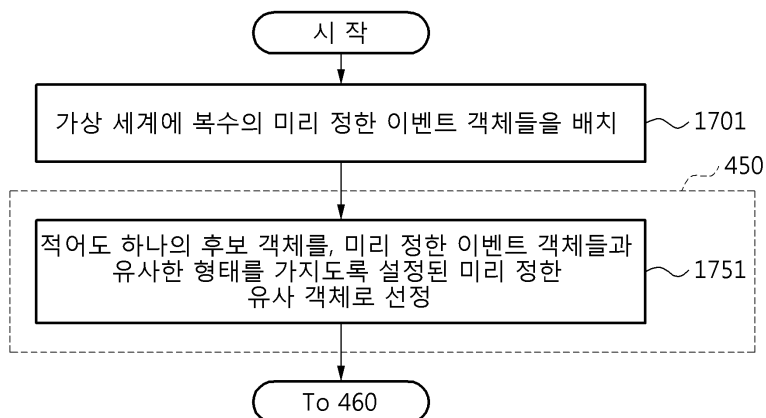 시 작
가상 세계에 복수의 미리 정한 이벤트 객체들을 배치
1701
450
적어도 하나의 후보 객체를, 미리 정한 이벤트 객체들과
유사한 형태를 가지도록 설정된 미리 정한
유사 객체로 선정
1751
To 460